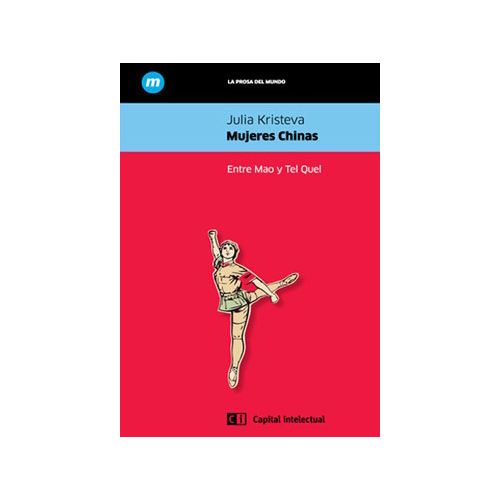 m
LA PROSA DEL MUNDO
Julia Kristeva
Mujeres Chinas
Entre Mao y Tel Quel
Ci Capital intelectual